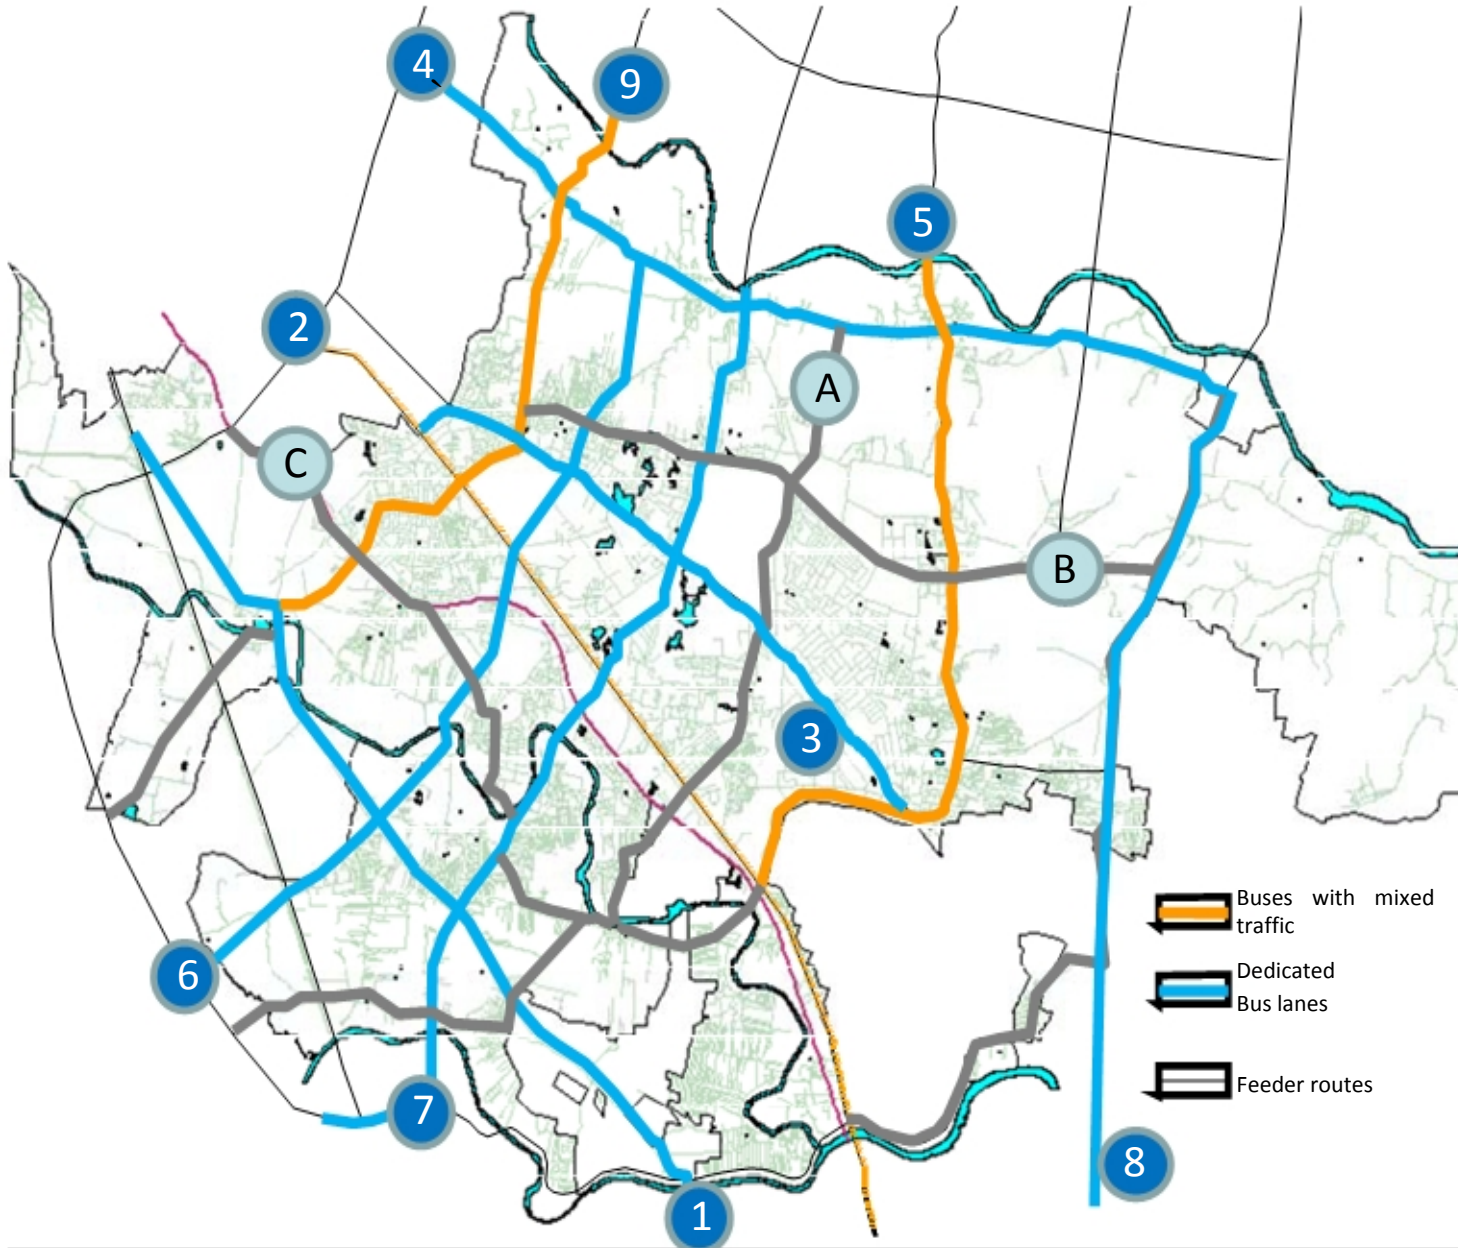 4
9
5
2
A
C
B
3
Buses with mixed
traffic
6
Dedicated
Bus lanes
Feeder routes
7
8
1